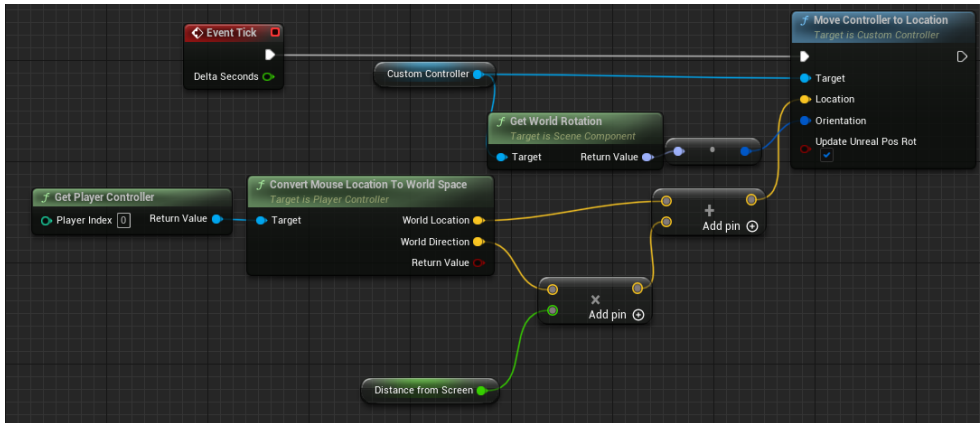 Event Tick
Delta Seconds
Custom Controller
Move Controller to Location
Target is Custom Controller
Target
Location
Orientation
Update Unreal Pos Rot
f Get World Rotation
Target is Scene Component
Target Return Value
f Get Player Controller
Player Index 0 Return Value
f Convert Mouse Location To World Space
Target is Player Controller
Target World Location
World Direction
Return Value
+
Add pin
x
Add pin
Distance from Screen